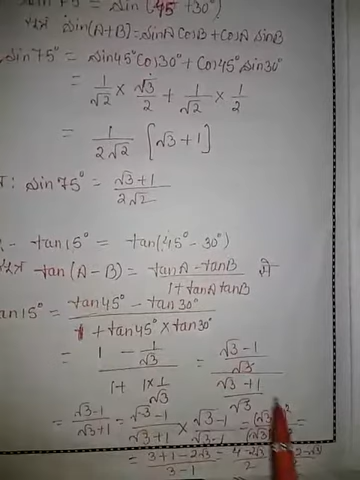 sin 75° = sin(45° + 30°)
सूत्र sin(A+B) = sinA cosB + cosA sinB
sin 75° = sin45° cos30° + cos45° sin30°
= 1/√2 × √3/2 + 1/√2 × 1/2
= 1/2√2 [√3+1]
: sin 75° = √3+1/2√2
- tan15° = tan(45° - 30°)
सूत्र tan(A-B) = tanA - tanB/1+tanA tanB से
tan15° = tan45° - tan30°/1 + tan45° × tan30°
= 1 - 1/√3/1 + 1×1/√3 = √3-1/√3/√3+1/√3
= √3-1/√3+1 = √3-1/√3+1 × √3-1/√3-1 =
= 3+1-2√3/3-1 = 4-2√3/2 =